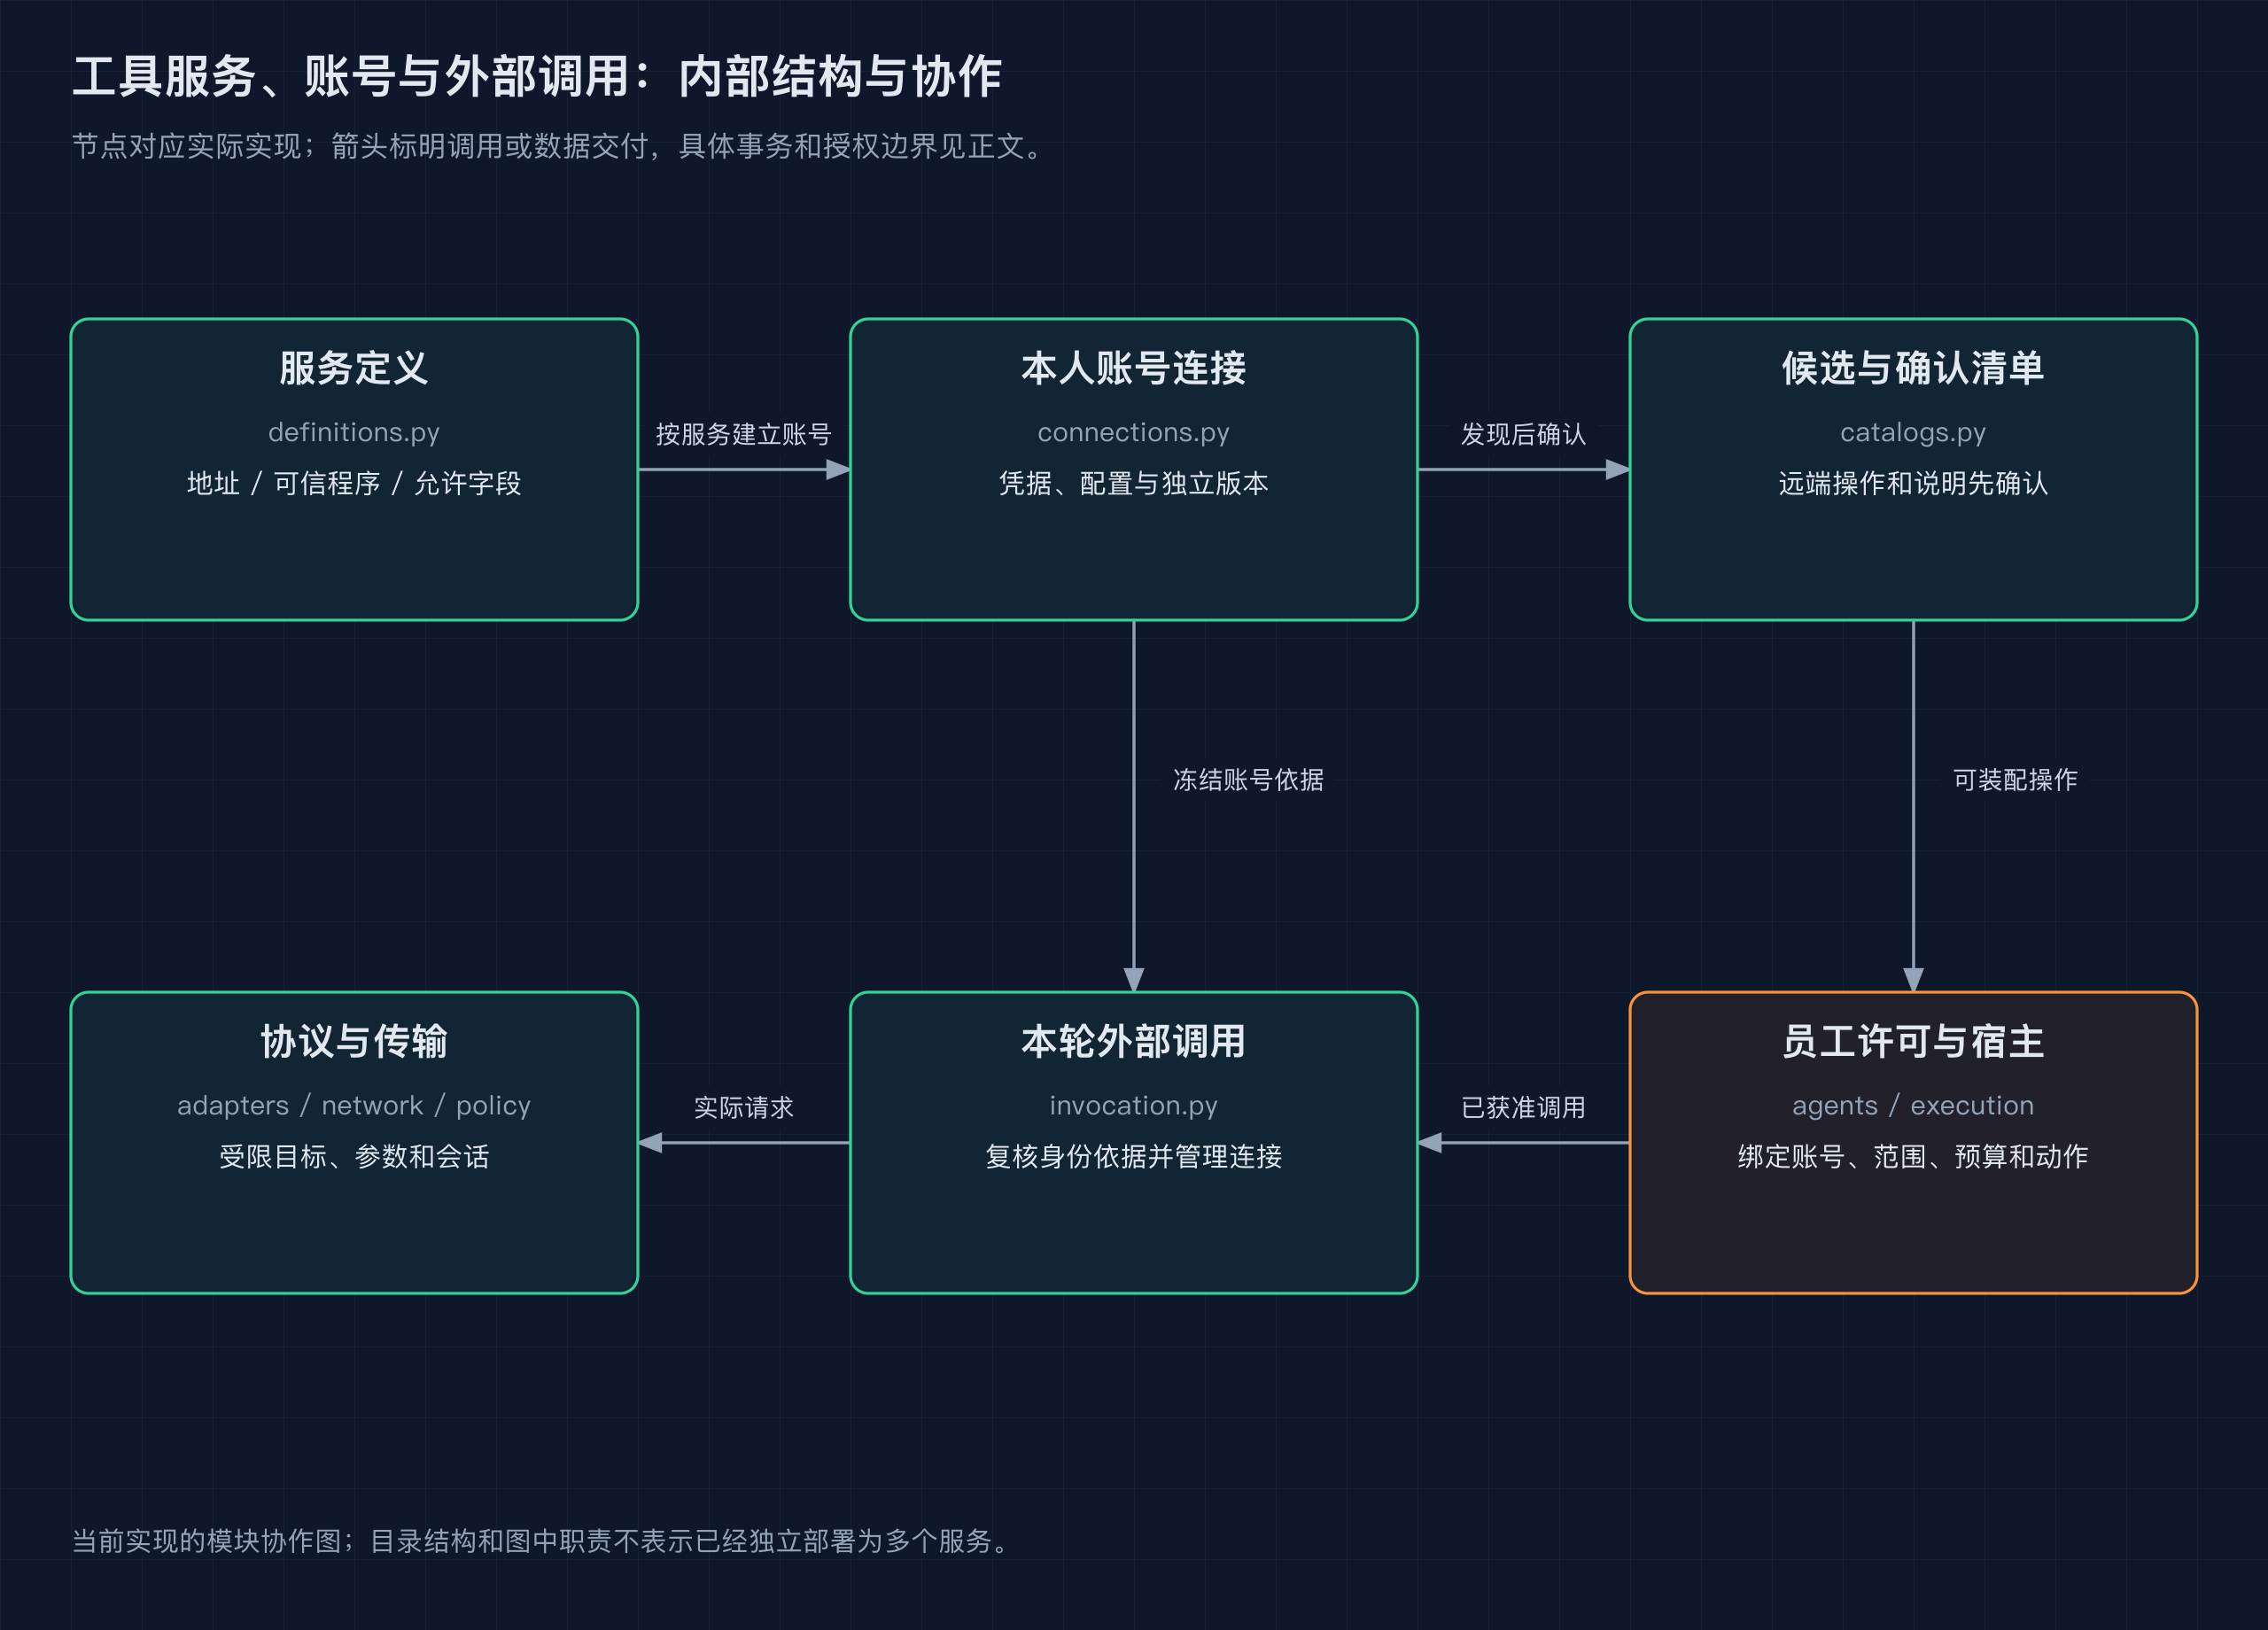 工具服务、账号与外部调用：内部结构与协作
节点对应实际实现；箭头标明调用或数据交付，具体事务和授权边界见正文。
服务定义
definitions.py
地址 / 可信程序 / 允许字段
按服务建立账号
本人账号连接
connections.py
凭据、配置与独立版本
发现后确认
候选与确认清单
catalogs.py
远端操作和说明先确认
冻结账号依据
可装配操作
协议与传输
adapters / network / policy
受限目标、参数和会话
实际请求
本轮外部调用
invocation.py
复核身份依据并管理连接
已获准调用
员工许可与宿主
agents / execution
绑定账号、范围、预算和动作
当前实现的模块协作图；目录结构和图中职责不表示已经独立部署为多个服务。